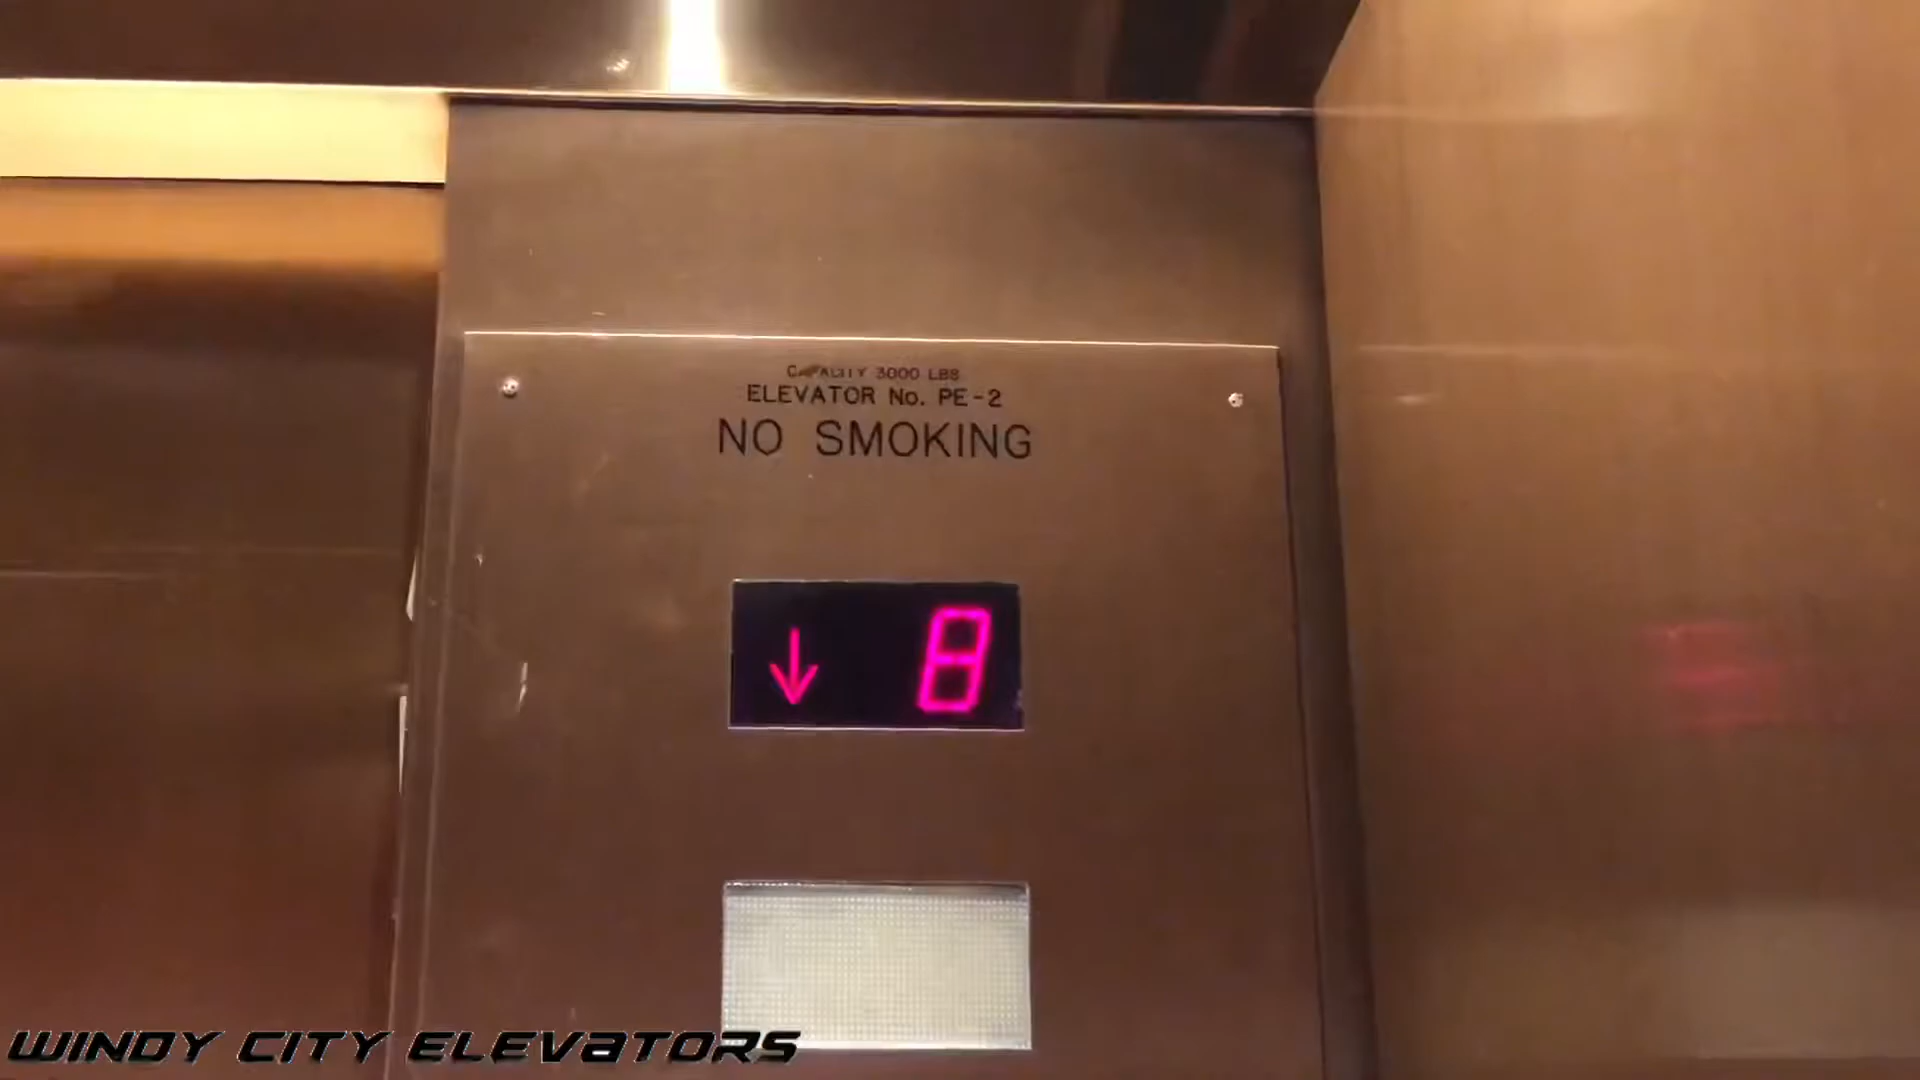 CAPACITY 3000 LBS
ELEVATOR No. PE-2
NO SMOKING
↓ 8
WINDY CITY ELEVATORS